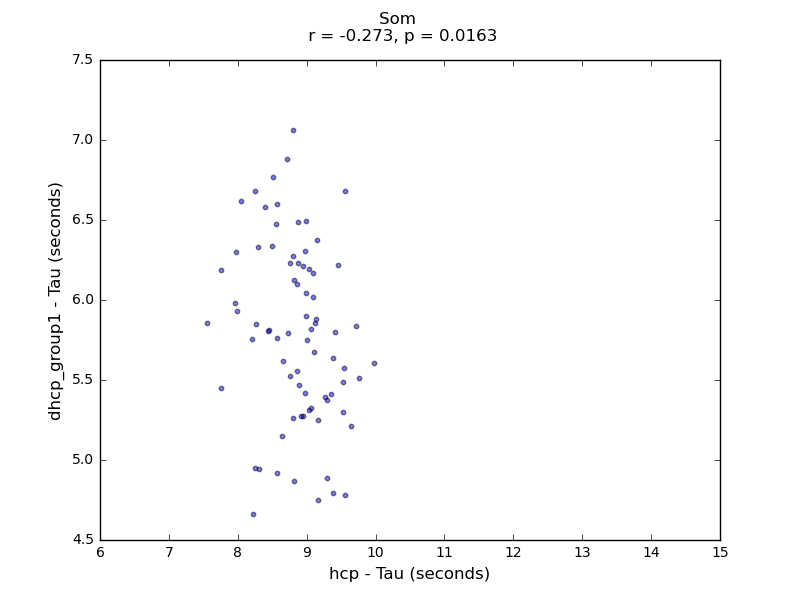 Som
r = -0.273, p = 0.0163
7.5
7.0
6.5
6.0
5.5
5.0
4.5
dhcp_group1 - Tau (seconds)
6 7 8 9 10 11 12 13 14 15
hcp - Tau (seconds)